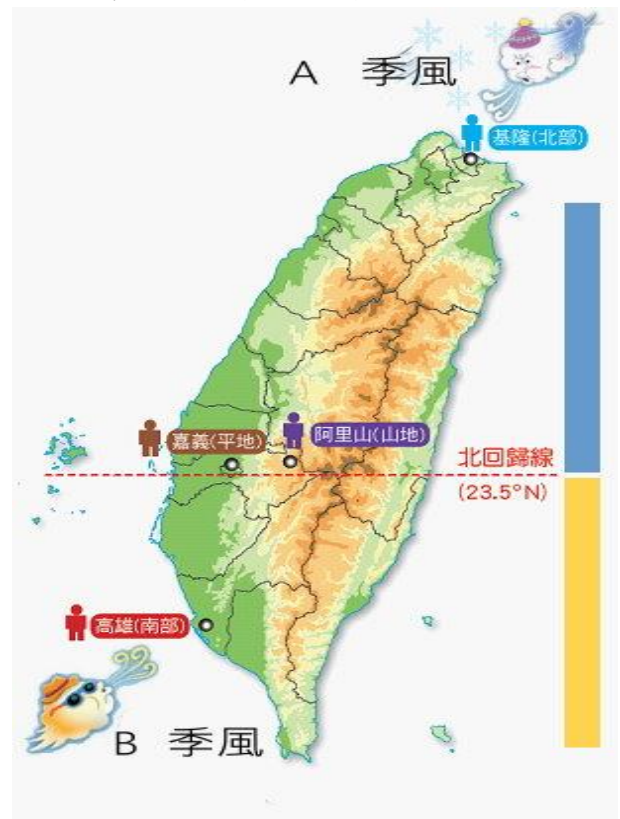 A 季風
基隆(北部)
嘉義(平地)
阿里山(山地)
北回歸線
(23.5°N)
高雄(南部)
B 季風